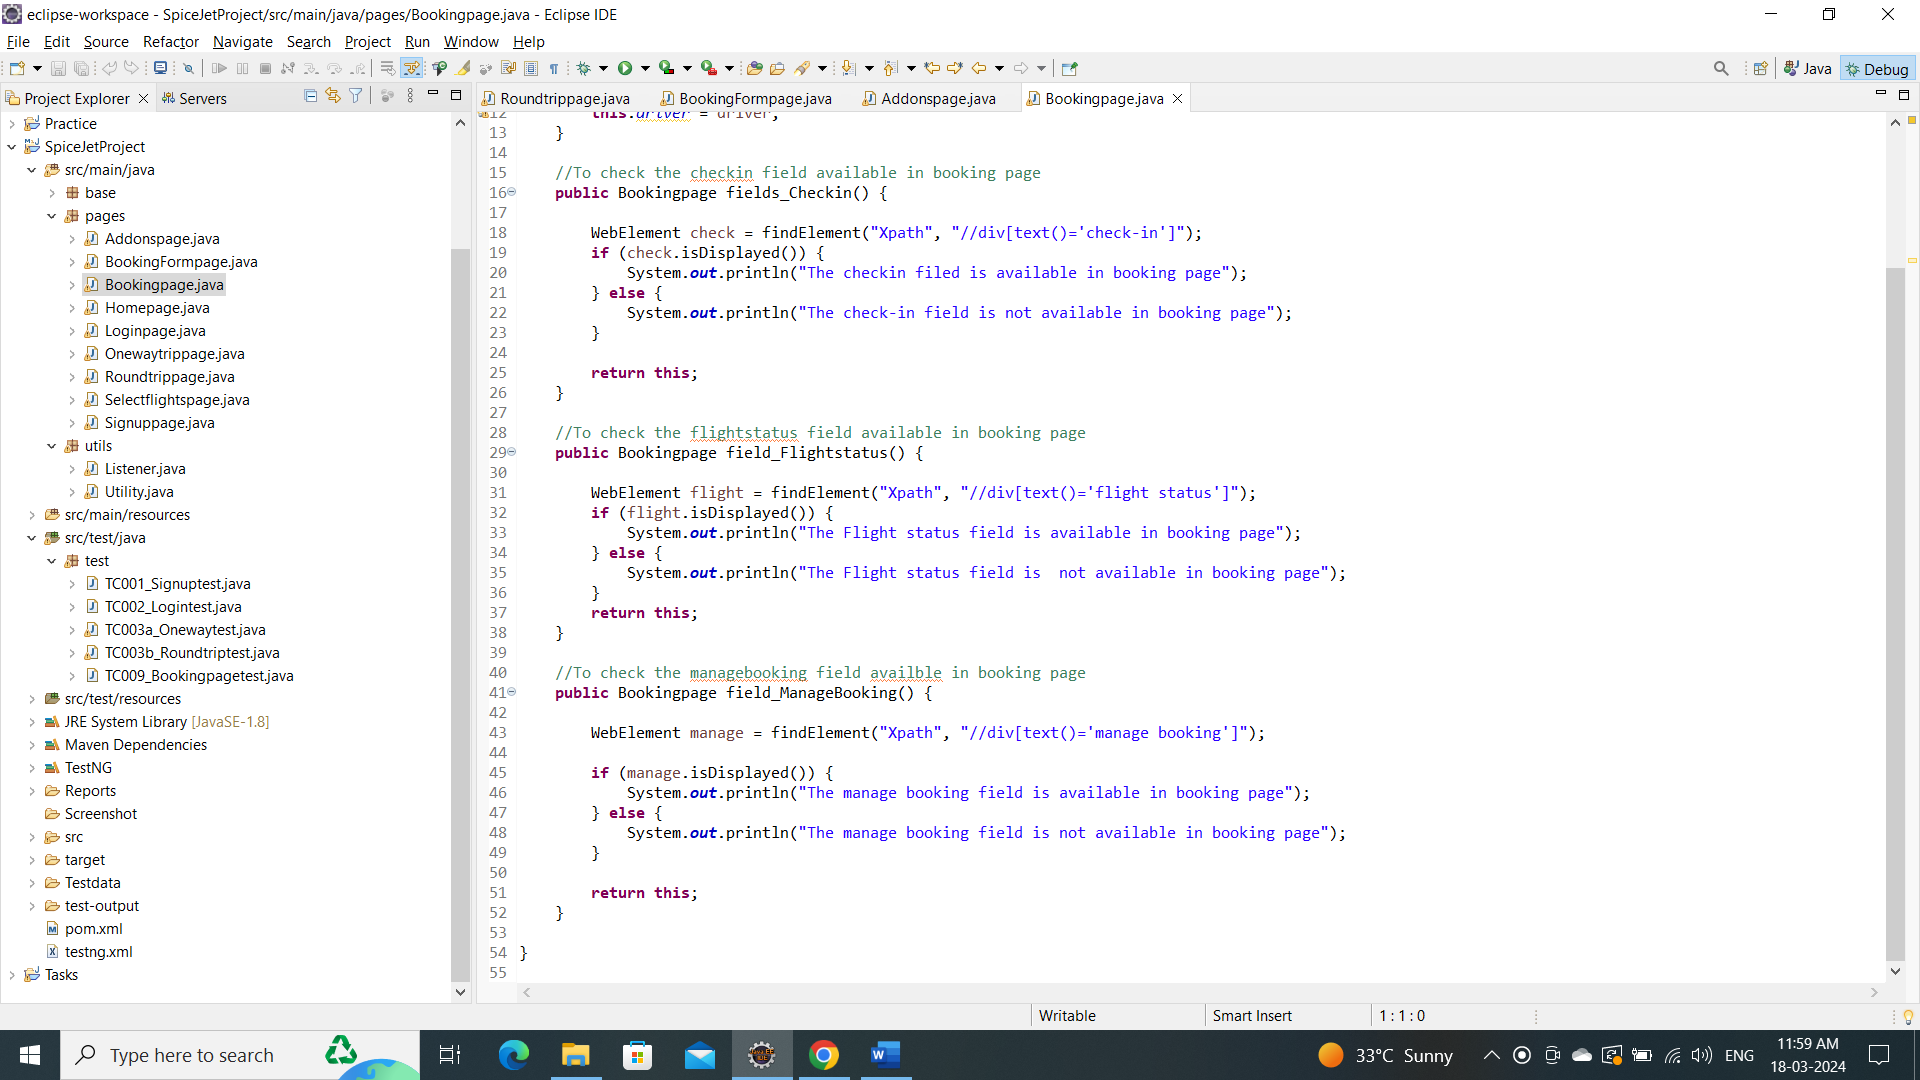 eclipse-workspace - SpiceJetProject/src/main/java/pages/Bookingpage.java - Eclipse IDE
File Edit Source Refactor Navigate Search Project Run Window Help
Java Debug
Project Explorer Servers
Roundtrippage.java BookingFormpage.java Addonspage.java Bookingpage.java
Practice
SpiceJetProject
src/main/java
base
pages
Addonspage.java
BookingFormpage.java
Bookingpage.java
Homepage.java
Loginpage.java
Onewaytrippage.java
Roundtrippage.java
Selectflightspage.java
Signuppage.java
utils
Listener.java
Utility.java
src/main/resources
src/test/java
test
TC001_Signuptest.java
TC002_Logintest.java
TC003a_Onewaytest.java
TC003b_Roundtriptest.java
TC009_Bookingpagetest.java
src/test/resources
JRE System Library [JavaSE-1.8]
Maven Dependencies
TestNG
Reports
Screenshot
src
target
Testdata
test-output
pom.xml
testng.xml
Tasks
12 this.driver = driver;
13 }
14
15 //To check the checkin field available in booking page
16 public Bookingpage fields_Checkin() {
17
18 WebElement check = findElement("Xpath", "//div[text()='check-in']");
19 if (check.isDisplayed()) {
20 System.out.println("The checkin filed is available in booking page");
21 } else {
22 System.out.println("The check-in field is not available in booking page");
23 }
24
25 return this;
26 }
27
28 //To check the flightstatus field available in booking page
29 public Bookingpage field_Flightstatus() {
30
31 WebElement flight = findElement("Xpath", "//div[text()='flight status']");
32 if (flight.isDisplayed()) {
33 System.out.println("The Flight status field is available in booking page");
34 } else {
35 System.out.println("The Flight status field is  not available in booking page");
36 }
37 return this;
38 }
39
40 //To check the managebooking field availble in booking page
41 public Bookingpage field_ManageBooking() {
42
43 WebElement manage = findElement("Xpath", "//div[text()='manage booking']");
44
45 if (manage.isDisplayed()) {
46 System.out.println("The manage booking field is available in booking page");
47 } else {
48 System.out.println("The manage booking field is not available in booking page");
49 }
50
51 return this;
52 }
53
54 }
55
Writable Smart Insert 1 : 1 : 0
Type here to search
33°C Sunny
ENG
11:59 AM
18-03-2024